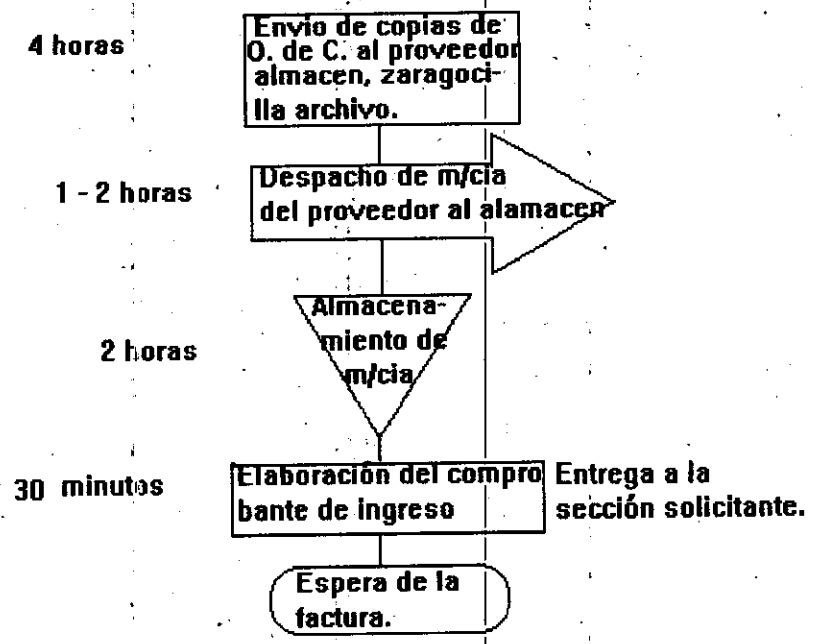 4 horas
Envio de copias de
O. de C. al proveedor
almacen, zaragoci-
lla archivo.
1 - 2 horas
Despacho de m/cia
del proveedor al alamacen
2 horas
Almacena-
miento de
m/cia
30 minutos
Elaboración del compro
bante de ingreso
Entrega a la
sección solicitante.
Espera de la
factura.